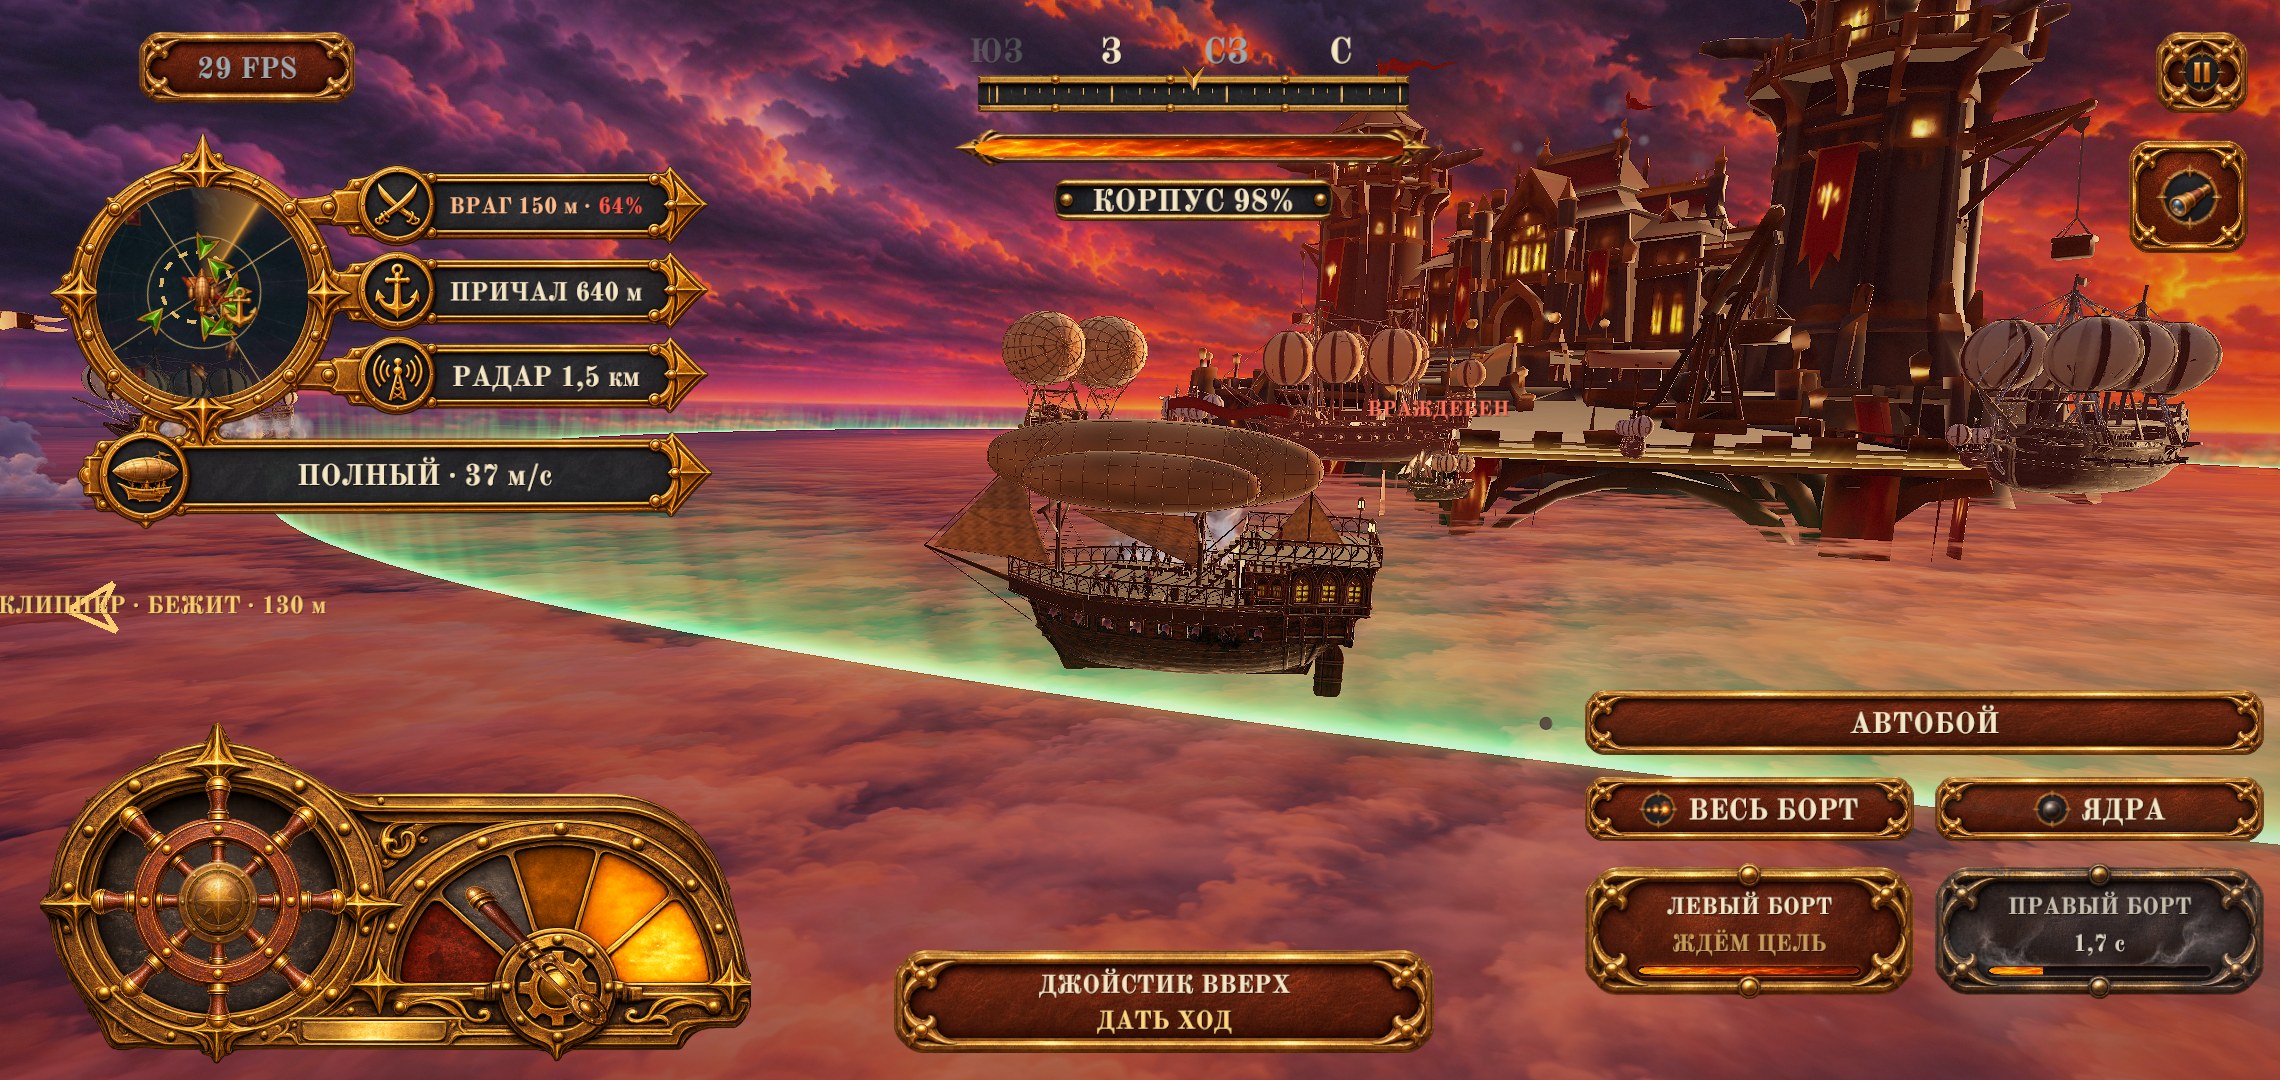 29 FPS
ЮЗ З СЗ С
КОРПУС 98%
ВРАГ 150 м · 64%
ПРИЧАЛ 640 м
РАДАР 1,5 км
ПОЛНЫЙ · 37 м/с
ВРАЖДЕБЕН
КЛИППЕР · БЕЖИТ · 130 м
АВТОБОЙ
ВЕСЬ БОРТ
ЯДРА
ЛЕВЫЙ БОРТ
ЖДЁМ ЦЕЛЬ
ПРАВЫЙ БОРТ
1,7 с
ДЖОЙСТИК ВВЕРХ
ДАТЬ ХОД